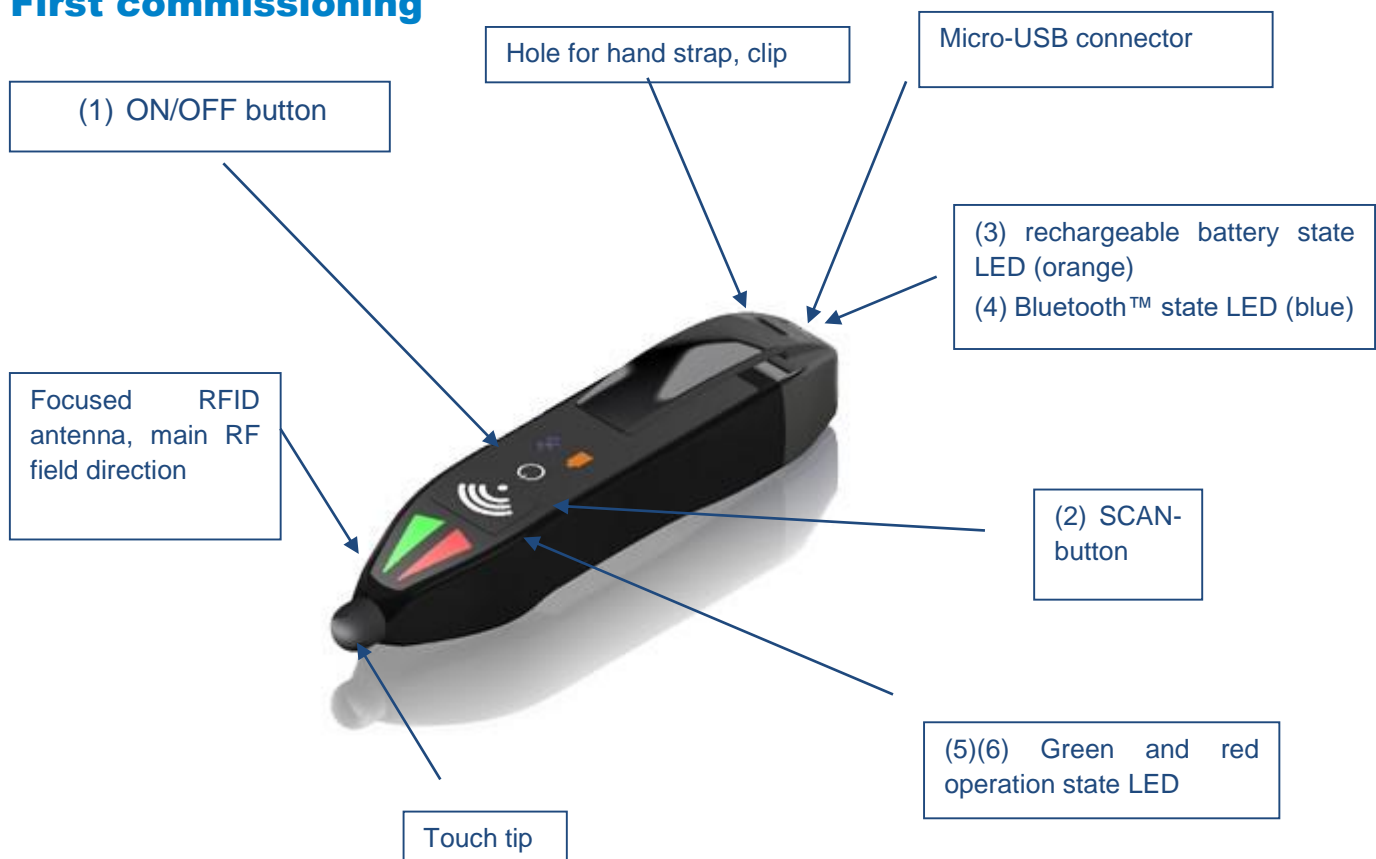 First commissioning
Hole for hand strap, clip
Micro-USB connector
(1) ON/OFF button
(3) rechargeable battery state
LED (orange)
(4) Bluetooth™ state LED (blue)
Focused RFID
antenna, main RF
field direction
(2) SCAN-
button
(5)(6) Green and red
operation state LED
Touch tip